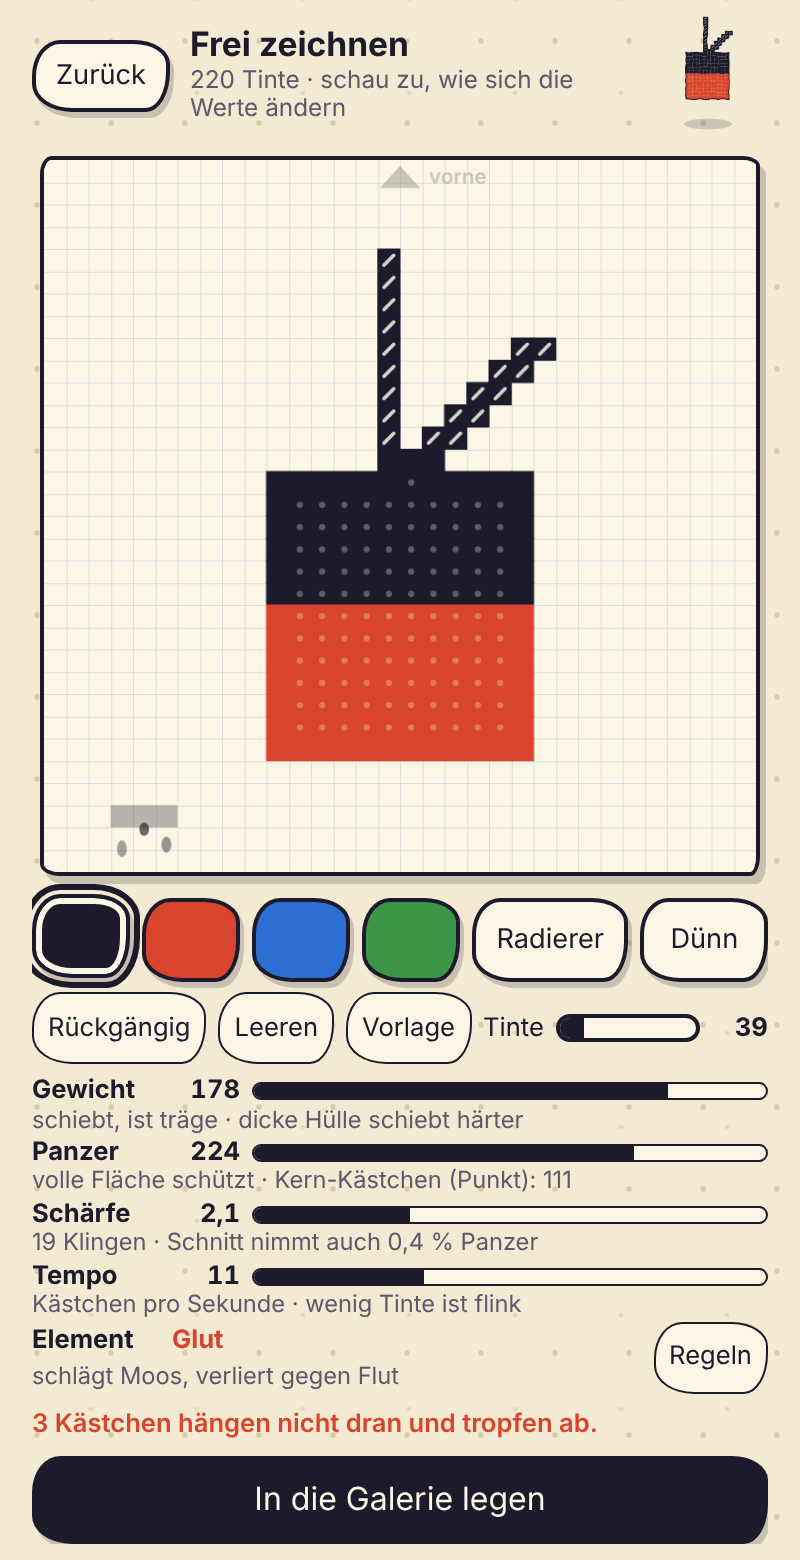 Zurück
Frei zeichnen
220 Tinte · schau zu, wie sich die
Werte ändern
vorne
Radierer
Dünn
Rückgängig
Leeren
Vorlage
Tinte
39
Gewicht 178
schiebt, ist träge · dicke Hülle schiebt härter
Panzer 224
volle Fläche schützt · Kern-Kästchen (Punkt): 111
Schärfe 2,1
19 Klingen · Schnitt nimmt auch 0,4 % Panzer
Tempo 11
Kästchen pro Sekunde · wenig Tinte ist flink
Element Glut
schlägt Moos, verliert gegen Flut
Regeln
3 Kästchen hängen nicht dran und tropfen ab.
In die Galerie legen